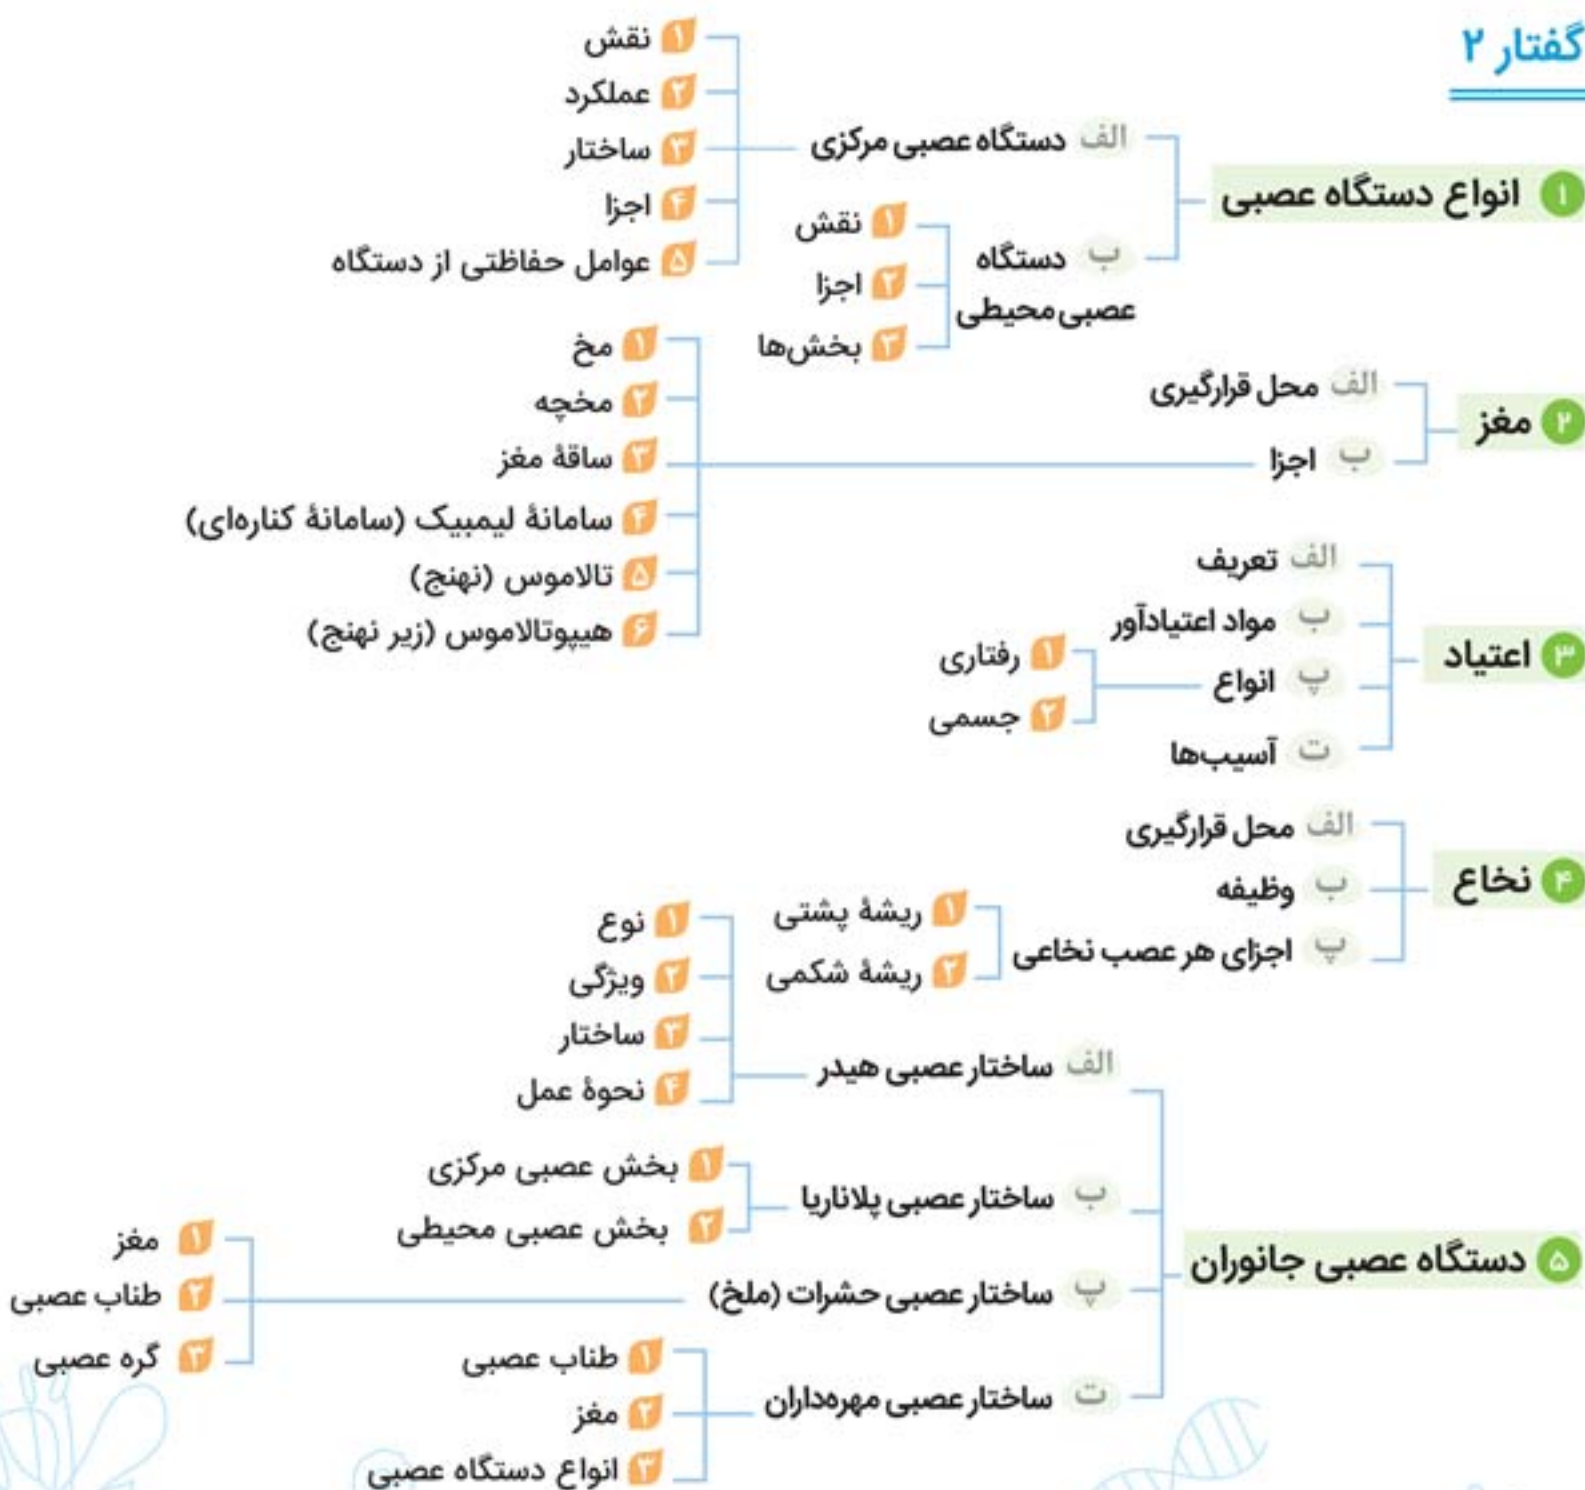 گفتار ۲
۱ انواع دستگاه عصبی
الف دستگاه عصبی مرکزی
۱ نقش
۲ عملکرد
۳ ساختار
۴ اجزا
۵ عوامل حفاظتی از دستگاه
ب دستگاه
عصبی محیطی
۱ نقش
۲ اجزا
۳ بخش‌ها
۲ مغز
الف محل قرارگیری
ب اجزا
۱ مخ
۲ مخچه
۳ ساقهٔ مغز
۴ سامانهٔ لیمبیک (سامانهٔ کناره‌ای)
۵ تالاموس (نهنج)
۶ هیپوتالاموس (زیر نهنج)
۳ اعتیاد
الف تعریف
ب مواد اعتیادآور
پ انواع
۱ رفتاری
۲ جسمی
ت آسیب‌ها
۴ نخاع
الف محل قرارگیری
ب وظیفه
پ اجزای هر عصب نخاعی
۱ ریشهٔ پشتی
۲ ریشهٔ شکمی
۵ دستگاه عصبی جانوران
الف ساختار عصبی هیدر
۱ نوع
۲ ویژگی
۳ ساختار
۴ نحوهٔ عمل
ب ساختار عصبی پلاناریا
۱ بخش عصبی مرکزی
۲ بخش عصبی محیطی
پ ساختار عصبی حشرات (ملخ)
۱ مغز
۲ طناب عصبی
۳ گره عصبی
ت ساختار عصبی مهره‌داران
۱ طناب عصبی
۲ مغز
۳ انواع دستگاه عصبی